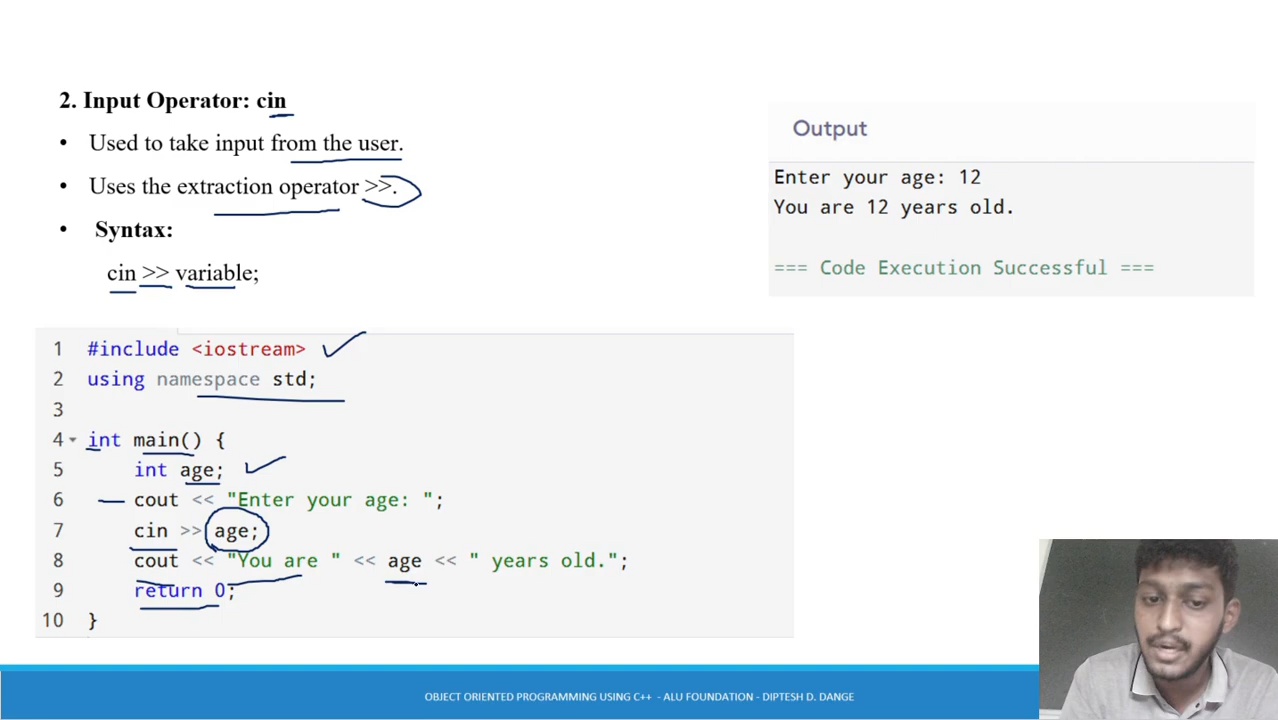 2. Input Operator: cin
• Used to take input from the user.
• Uses the extraction operator >>.
• Syntax:
cin >> variable;
1 #include <iostream>
2 using namespace std;
3
4 int main() {
5 int age;
6 cout << "Enter your age: ";
7 cin >> age;
8 cout << "You are " << age << " years old.";
9 return 0;
10 }
Output
Enter your age: 12
You are 12 years old.
=== Code Execution Successful ===
OBJECT ORIENTED PROGRAMMING USING C++ - ALU FOUNDATION - DIPTESH D. DANGE